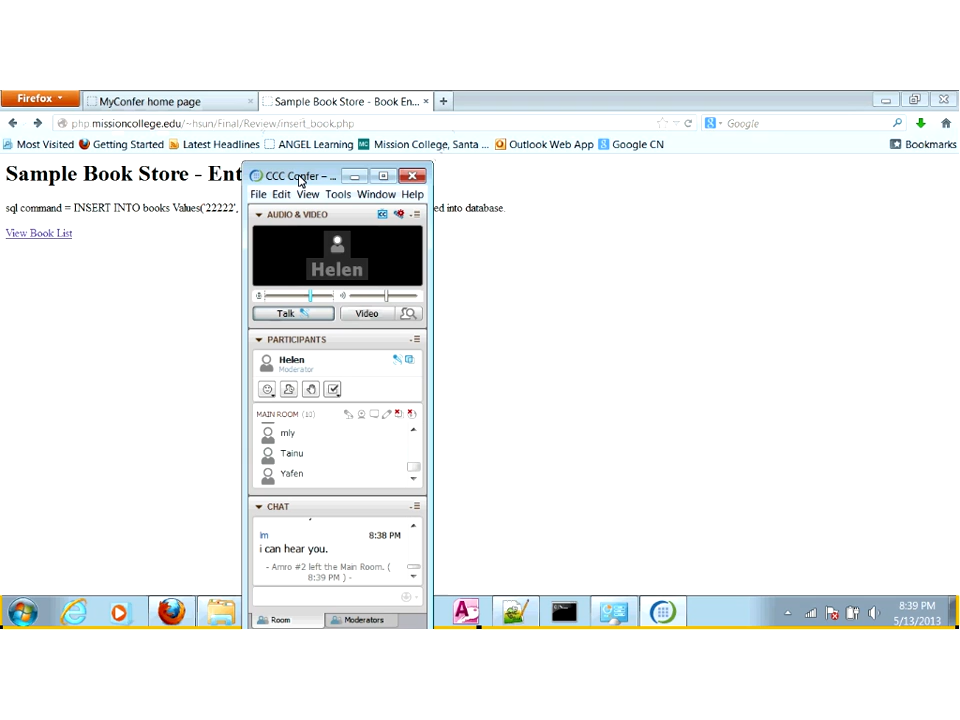 Firefox
MyConfer home page
Sample Book Store - Book En...
php.missioncollege.edu/~hsun/Final/Review/insert_book.php
Google
Most Visited
Getting Started
Latest Headlines
ANGEL Learning
Mission College, Santa ...
Outlook Web App
Google CN
Bookmarks
Sample Book Store - Ent
sql command = INSERT INTO books Values('22222',
ed into database.
View Book List
CCC Confer – ...
File Edit View Tools Window Help
AUDIO & VIDEO
Helen
Talk
Video
PARTICIPANTS
Helen
Moderator
MAIN ROOM (10)
mly
Tainu
Yafen
CHAT
lm
8:38 PM
i can hear you.
- Amro #2 left the Main Room. (
8:39 PM ) -
Room
Moderators
8:39 PM
5/13/2013